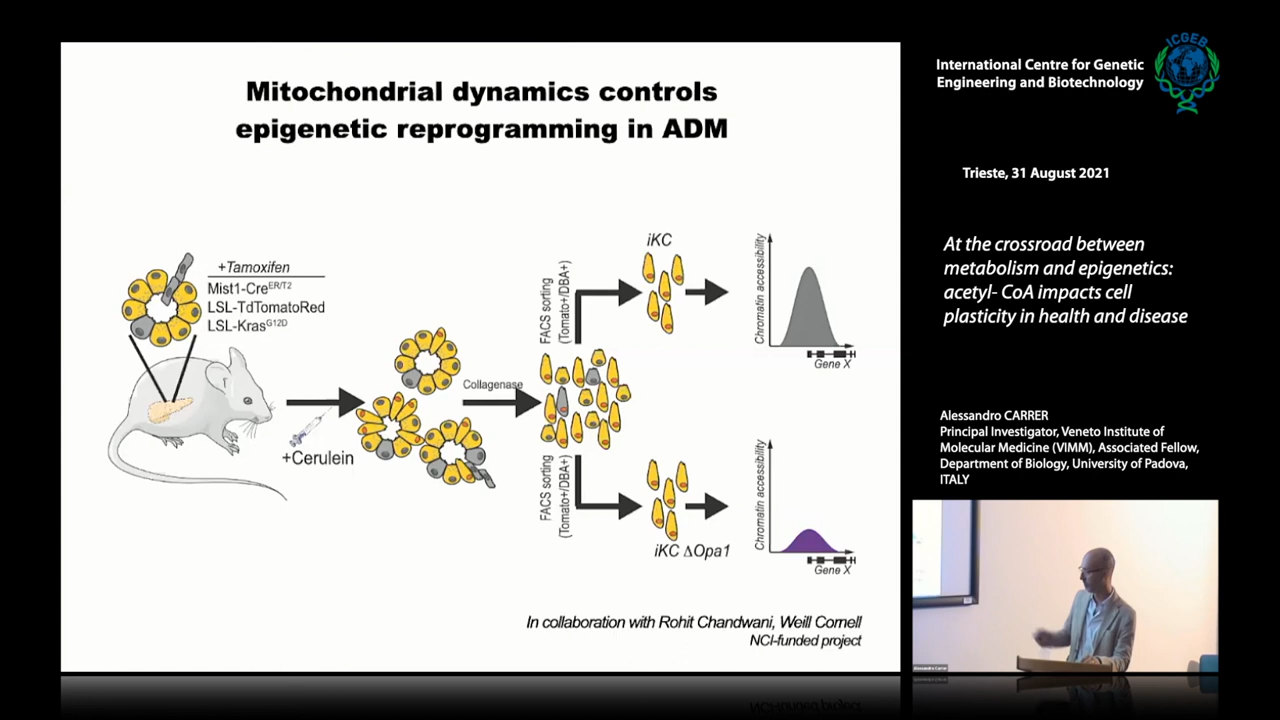 Mitochondrial dynamics controls
epigenetic reprogramming in ADM
+Tamoxifen
Mist1-CreER/T2
LSL-TdTomatoRed
LSL-KrasG12D
+Cerulein
Collagenase
FACS sorting
(Tomato+/DBA+)
iKC
Chromatin accessibility
Gene X
FACS sorting
(Tomato+/DBA+)
iKC ΔOpa1
Chromatin accessibility
Gene X
In collaboration with Rohit Chandwani, Weill Cornell
NCI-funded project
International Centre for Genetic
Engineering and Biotechnology
ICGEB
Trieste, 31 August 2021
At the crossroad between
metabolism and epigenetics:
acetyl- CoA impacts cell
plasticity in health and disease
Alessandro CARRER
Principal Investigator, Veneto Institute of
Molecular Medicine (VIMM), Associated Fellow,
Department of Biology, University of Padova,
ITALY
Alessandro Carrer